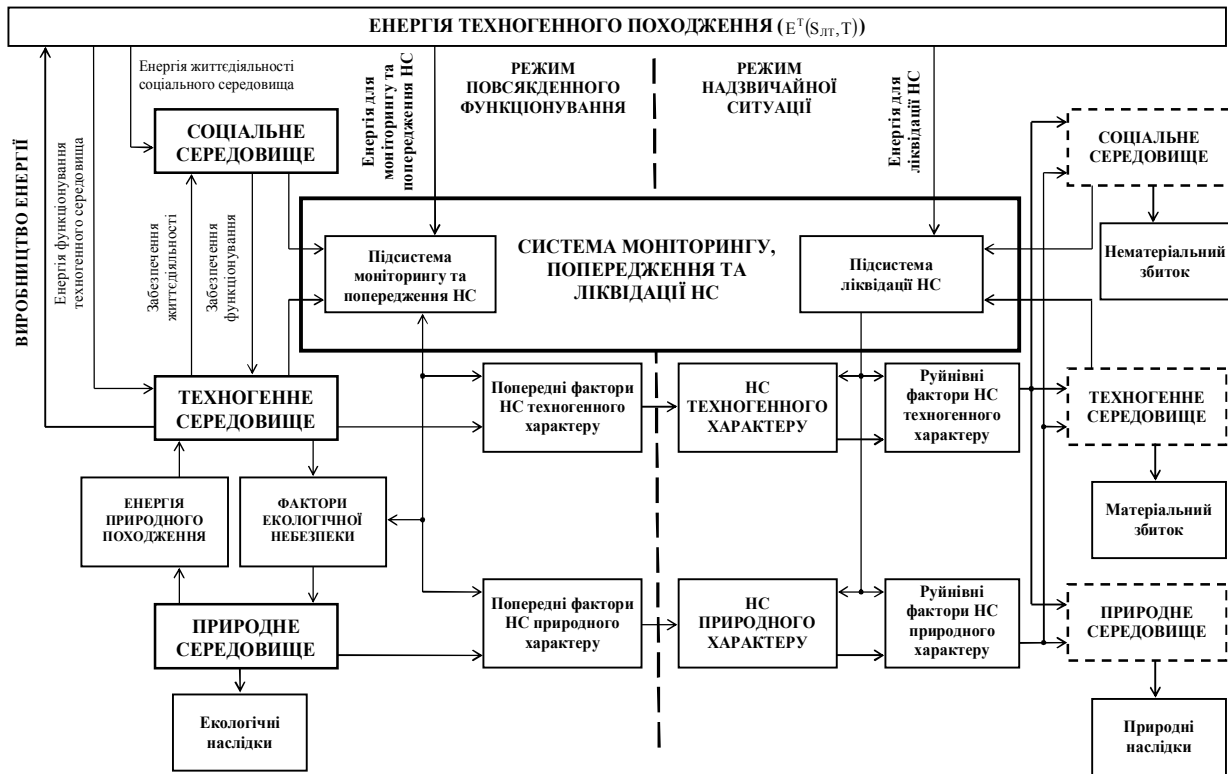 ЕНЕРГІЯ ТЕХНОГЕННОГО ПОХОДЖЕННЯ (Eᵀ(Sлт, T)
Енергія життєдіяльності
соціального середовища
РЕЖИМ
ПОВСЯКДЕННОГО
ФУНКЦІОНУВАННЯ
РЕЖИМ
НАДЗВИЧАЙНОЇ
СИТУАЦІЇ
ВИРОБНИЦТВО ЕНЕРГІЇ
Енергія функціонування
техногенного середовища
СОЦІАЛЬНЕ
СЕРЕДОВИЩЕ
Енергія для
моніторингу та
попередження НС
Енергія для
ліквідації НС
СОЦІАЛЬНЕ
СЕРЕДОВИЩЕ
Забезпечення
життєдіяльності
Забезпечення
функціонування
Підсистема
моніторингу та
попередження НС
СИСТЕМА МОНІТОРИНГУ,
ПОПЕРЕДЖЕННЯ ТА
ЛІКВІДАЦІЇ НС
Підсистема
ліквідації НС
Нематеріальний
збиток
ТЕХНОГЕННЕ
СЕРЕДОВИЩЕ
Попередні фактори
НС техногенного
характеру
НС
ТЕХНОГЕННОГО
ХАРАКТЕРУ
Руйнівні
фактори НС
техногенного
характеру
ТЕХНОГЕННЕ
СЕРЕДОВИЩЕ
ЕНЕРГІЯ
ПРИРОДНОГО
ПОХОДЖЕННЯ
ФАКТОРИ
ЕКОЛОГІЧНОЇ
НЕБЕЗПЕКИ
Матеріальний
збиток
ПРИРОДНЕ
СЕРЕДОВИЩЕ
Попередні фактори
НС природного
характеру
НС
ПРИРОДНОГО
ХАРАКТЕРУ
Руйнівні
фактори НС
природного
характеру
ПРИРОДНЕ
СЕРЕДОВИЩЕ
Екологічні
наслідки
Природні
наслідки